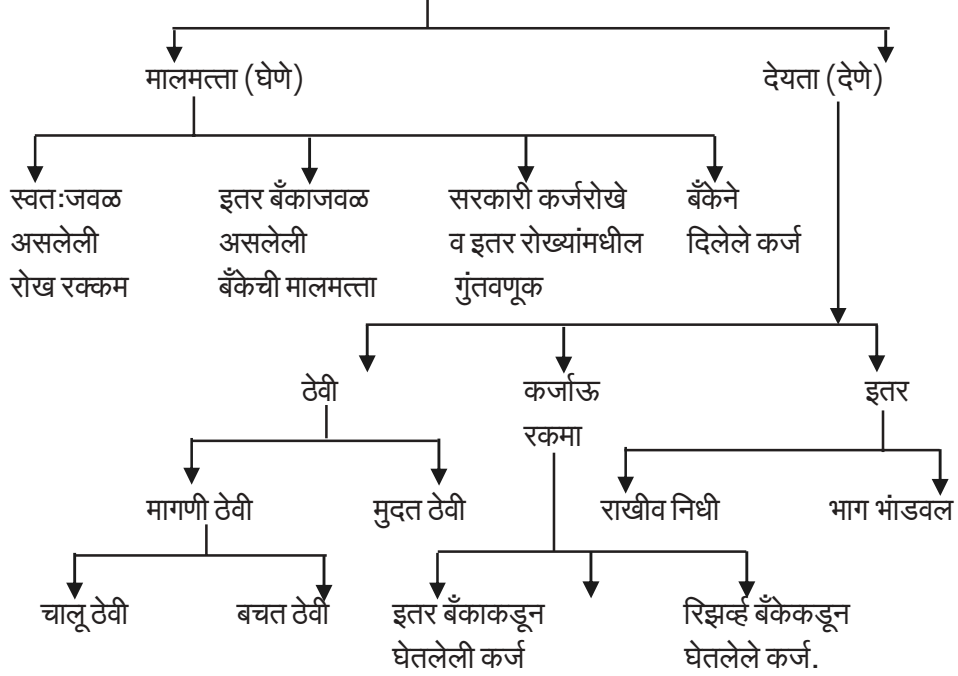 मालमत्ता (घेणे)
देयता (देणे)
स्वत:जवळ
असलेली
रोख रक्कम
इतर बँकाजवळ
असलेली
बँकेची मालमत्ता
सरकारी कर्जरोखे
व इतर रोख्यांमधील
गुंतवणूक
बँकेने
दिलेले कर्ज
ठेवी
कर्जाऊ
रकमा
इतर
मागणी ठेवी
मुदत ठेवी
राखीव निधी
भाग भांडवल
चालू ठेवी
बचत ठेवी
इतर बँकाकडून
घेतलेली कर्ज
रिझर्व्ह बँकेकडून
घेतलेले कर्ज.